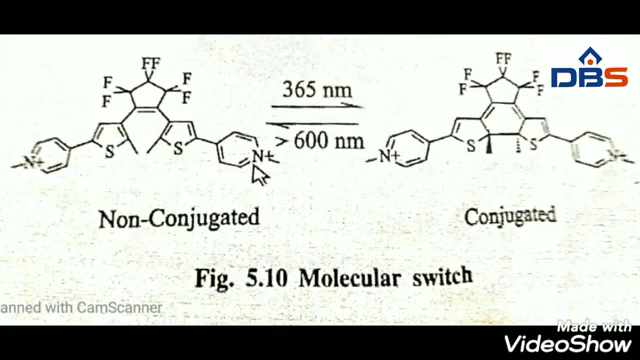 FF
F F
F F
S S
N+ N+
365 nm
> 600 nm
FF
F F
F F
S S
N+ N+
DBS
Non-Conjugated Conjugated
Fig. 5.10 Molecular switch
anned with CamScanner
Made with
VideoShow